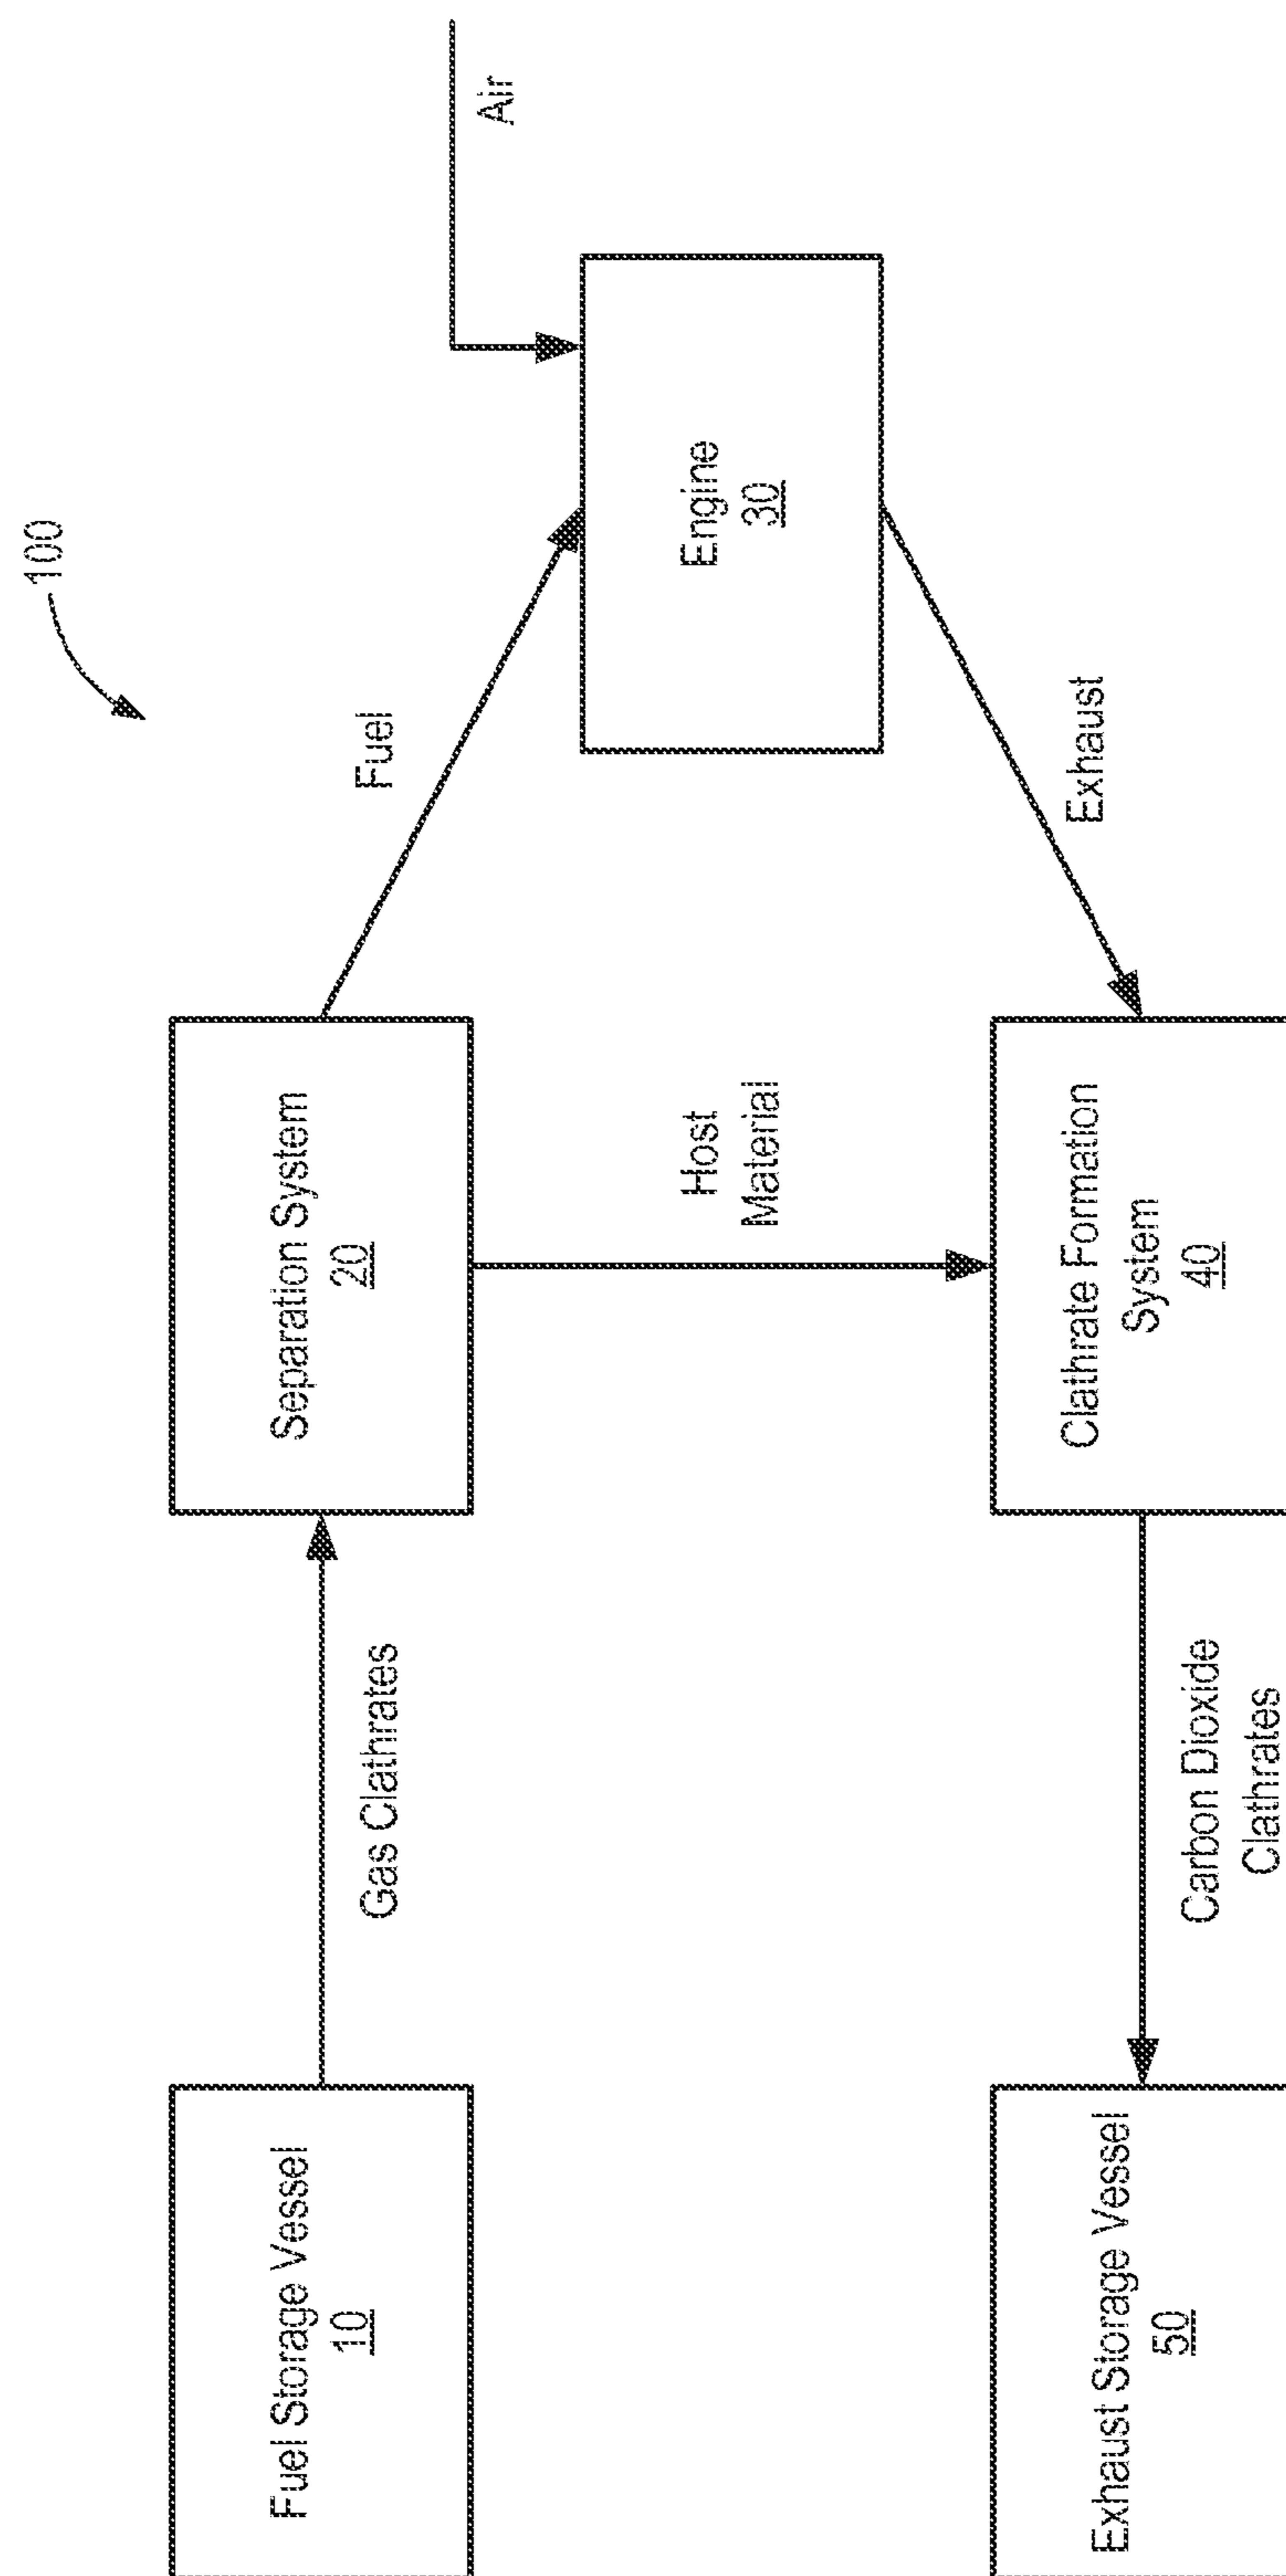 100
Fuel Storage Vessel
10
Gas Clathrates
Separation System
20
Fuel
Air
Engine
30
Host
Material
Exhaust
Clathrate Formation
System
40
Carbon Dioxide
Clathrates
Exhaust Storage Vessel
50